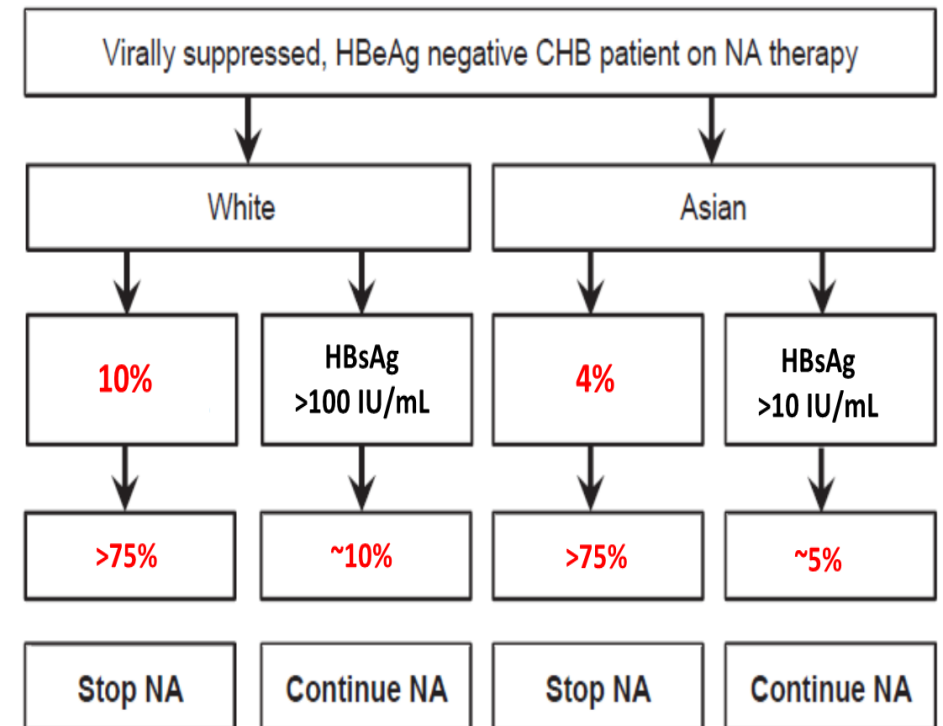 Virally suppressed, HBeAg negative CHB patient on NA therapy
White
Asian
10%
HBsAg
>100 IU/mL
4%
HBsAg
>10 IU/mL
>75%
~10%
>75%
~5%
Stop NA
Continue NA
Stop NA
Continue NA